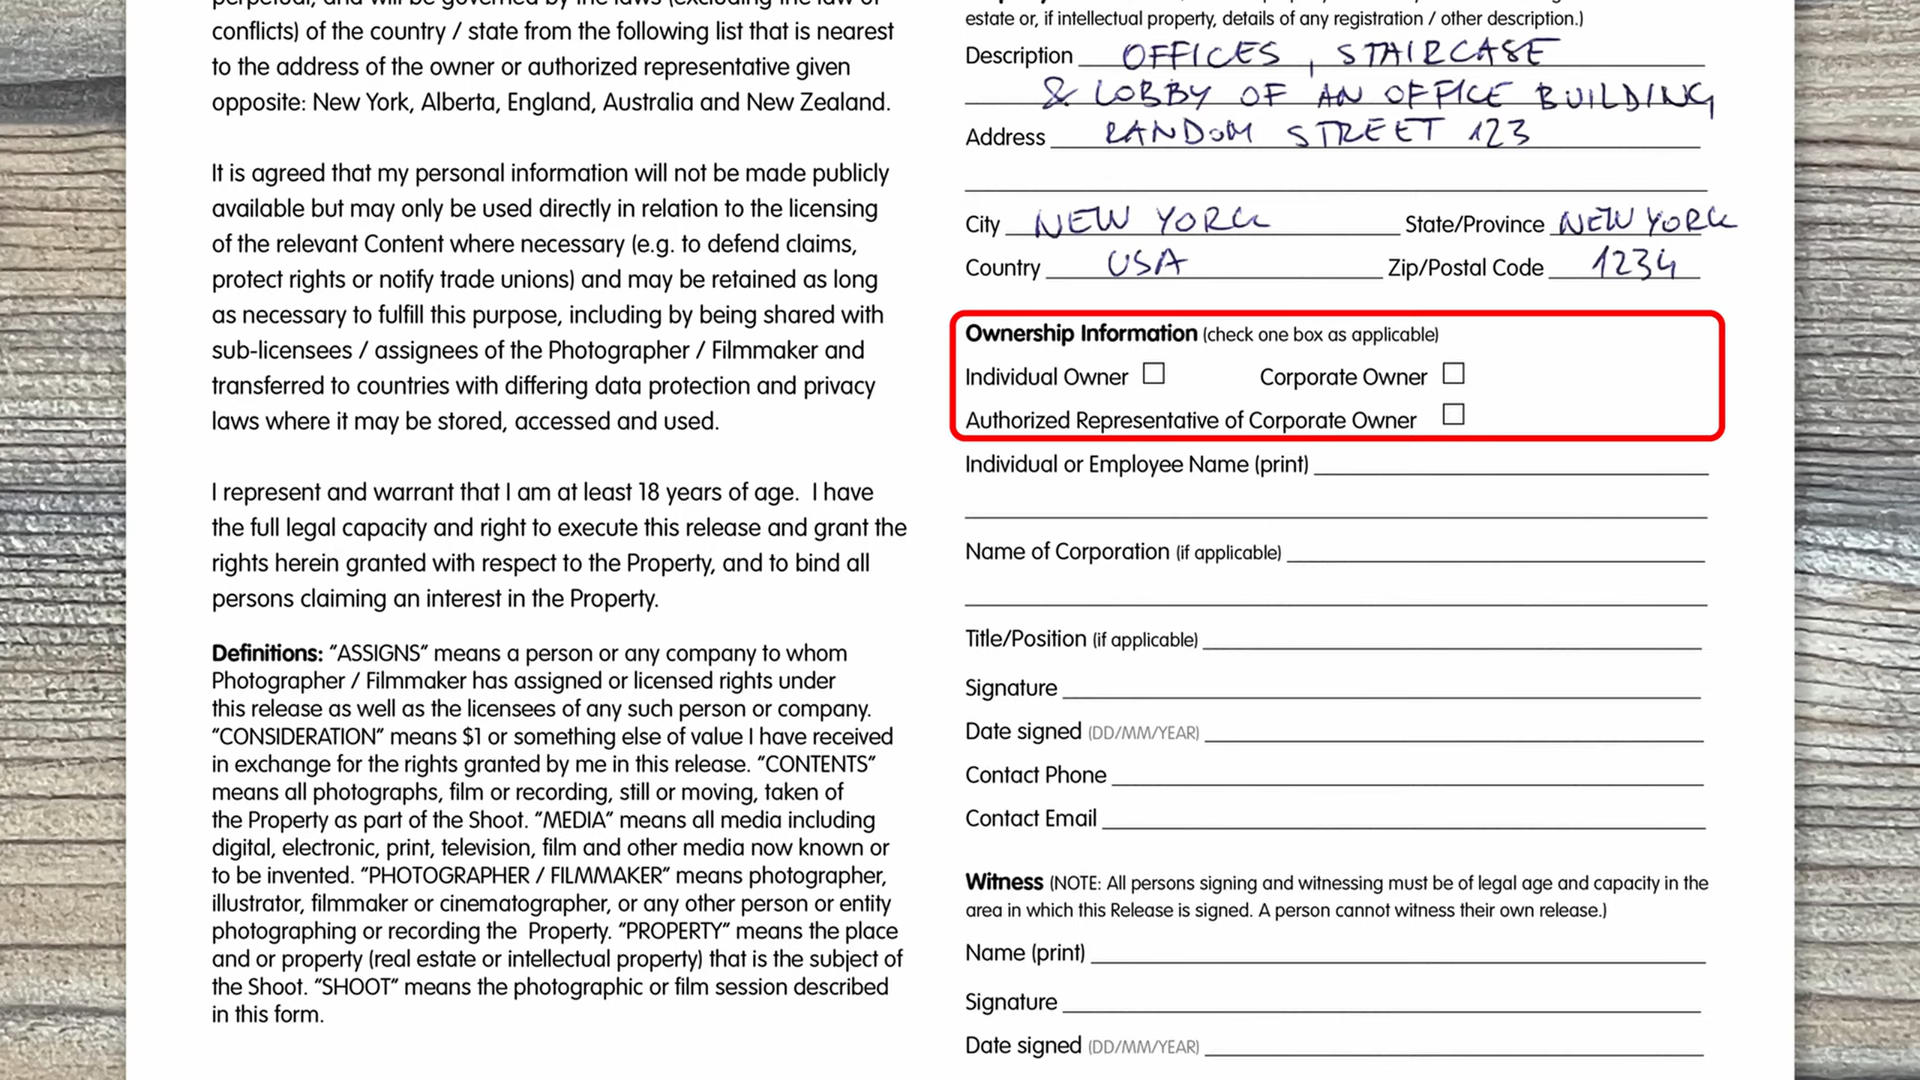 perpetual, and will be governed by the laws (excluding the law of
conflicts) of the country / state from the following list that is nearest
to the address of the owner or authorized representative given
opposite: New York, Alberta, England, Australia and New Zealand.
It is agreed that my personal information will not be made publicly
available but may only be used directly in relation to the licensing
of the relevant Content where necessary (e.g. to defend claims,
protect rights or notify trade unions) and may be retained as long
as necessary to fulfill this purpose, including by being shared with
sub-licensees / assignees of the Photographer / Filmmaker and
transferred to countries with differing data protection and privacy
laws where it may be stored, accessed and used.
I represent and warrant that I am at least 18 years of age. I have
the full legal capacity and right to execute this release and grant the
rights herein granted with respect to the Property, and to bind all
persons claiming an interest in the Property.
Definitions: "ASSIGNS" means a person or any company to whom
Photographer / Filmmaker has assigned or licensed rights under
this release as well as the licensees of any such person or company.
"CONSIDERATION" means $1 or something else of value I have received
in exchange for the rights granted by me in this release. "CONTENTS"
means all photographs, film or recording, still or moving, taken of
the Property as part of the Shoot. "MEDIA" means all media including
digital, electronic, print, television, film and other media now known or
to be invented. "PHOTOGRAPHER / FILMMAKER" means photographer,
illustrator, filmmaker or cinematographer, or any other person or entity
photographing or recording the Property. "PROPERTY" means the place
and or property (real estate or intellectual property) that is the subject of
the Shoot. "SHOOT" means the photographic or film session described
in this form.
estate or, if intellectual property, details of any registration / other description.)
Description OFFICES, STAIRCASE
& LOBBY OF AN OFFICE BUILDING
Address RANDOM STREET 123
City NEW YORK State/Province NEW YORK
Country USA Zip/Postal Code 1234
Ownership Information (check one box as applicable)
Individual Owner Corporate Owner
Authorized Representative of Corporate Owner
Individual or Employee Name (print)
Name of Corporation (if applicable)
Title/Position (if applicable)
Signature
Date signed (DD/MM/YEAR)
Contact Phone
Contact Email
Witness (NOTE: All persons signing and witnessing must be of legal age and capacity in the
area in which this Release is signed. A person cannot witness their own release.)
Name (print)
Signature
Date signed (DD/MM/YEAR)